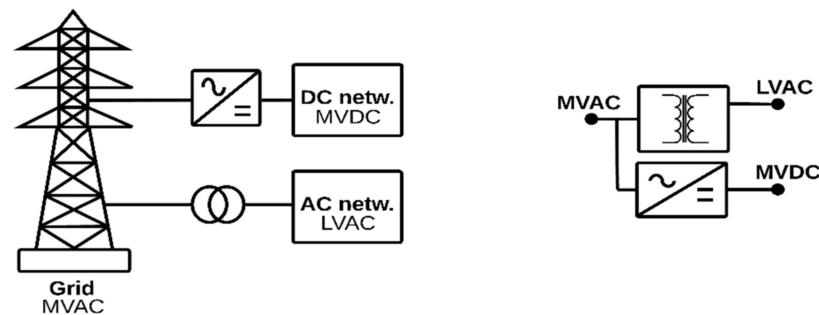 DC netw.
MVDC
AC netw.
LVAC
Grid
MVAC
MVAC
LVAC
MVDC